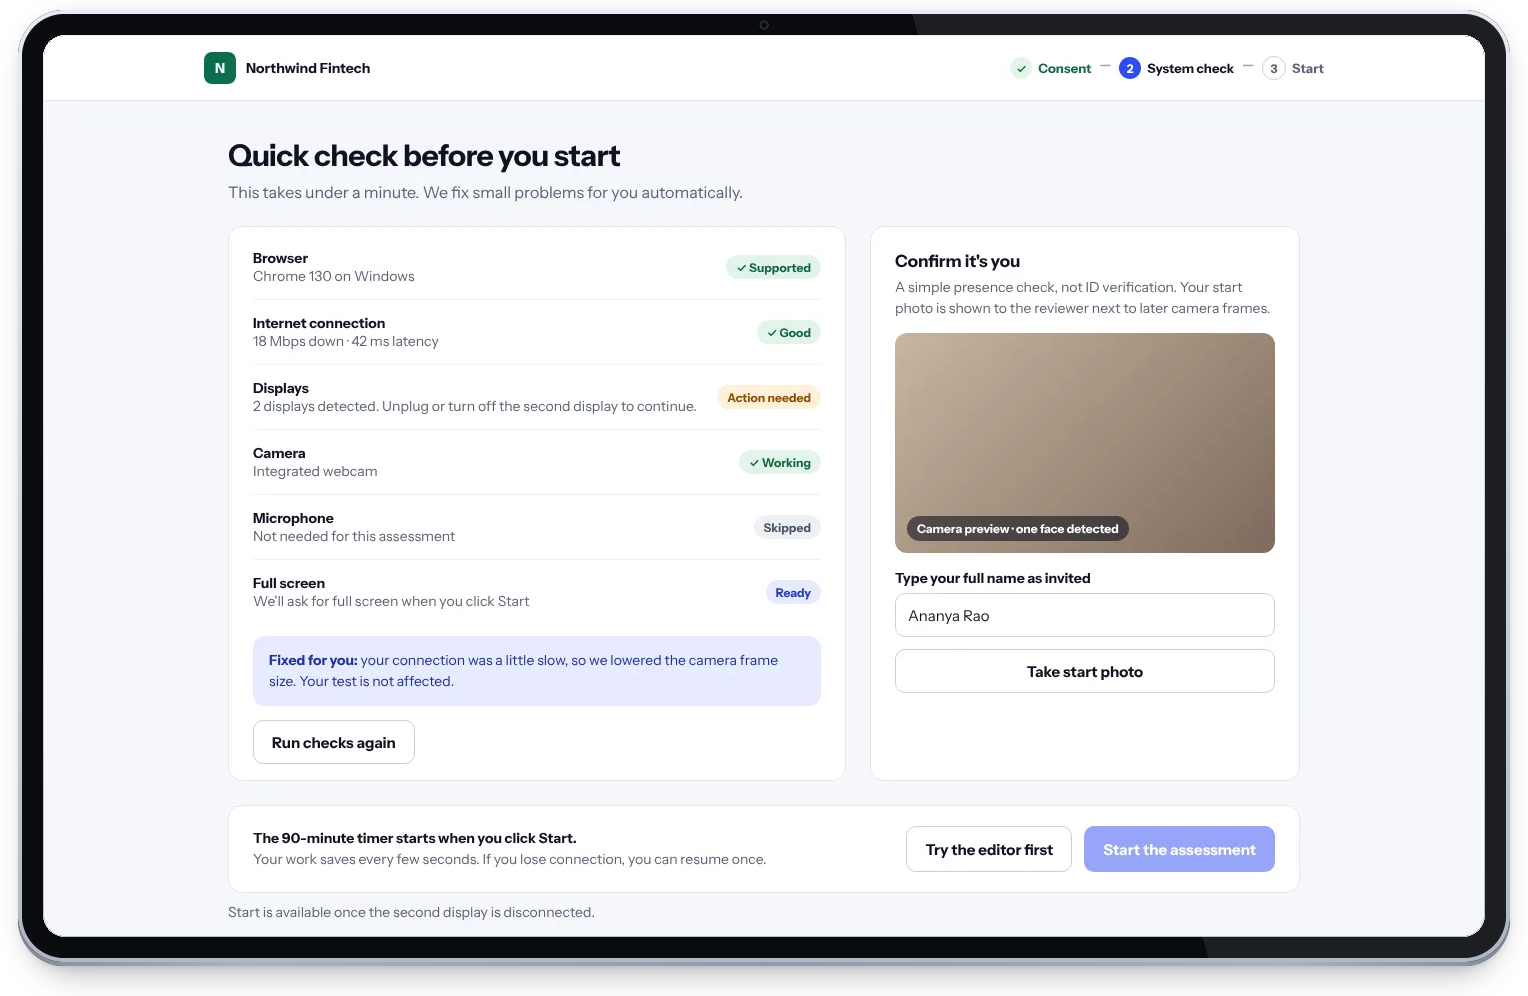 N
Northwind Fintech
✓ Consent — 2 System check — 3 Start
Quick check before you start
This takes under a minute. We fix small problems for you automatically.
Browser
Chrome 130 on Windows
✓ Supported
Internet connection
18 Mbps down · 42 ms latency
✓ Good
Displays
2 displays detected. Unplug or turn off the second display to continue.
Action needed
Camera
Integrated webcam
✓ Working
Microphone
Not needed for this assessment
Skipped
Full screen
We'll ask for full screen when you click Start
Ready
Fixed for you: your connection was a little slow, so we lowered the camera frame
size. Your test is not affected.
Run checks again
Confirm it's you
A simple presence check, not ID verification. Your start
photo is shown to the reviewer next to later camera frames.
Camera preview · one face detected
Type your full name as invited
Ananya Rao
Take start photo
The 90-minute timer starts when you click Start.
Your work saves every few seconds. If you lose connection, you can resume once.
Try the editor first
Start the assessment
Start is available once the second display is disconnected.